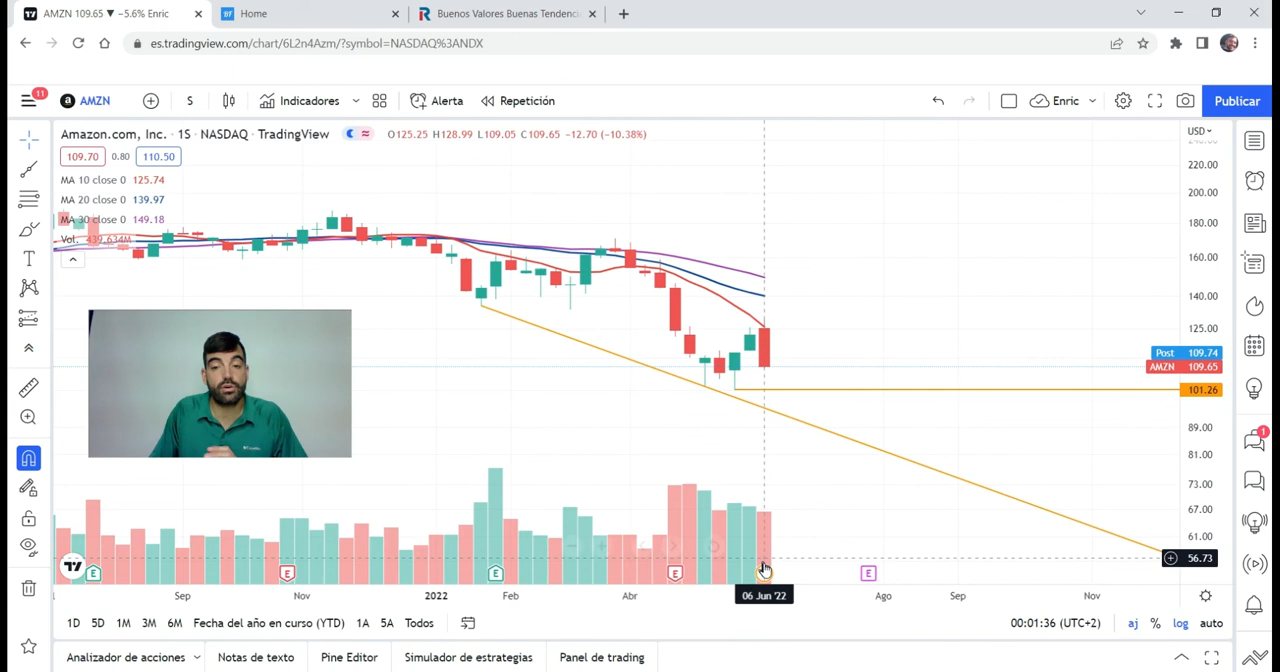 AMZN 109.65 ▼ −5.6% Enric
Home
Buenos Valores Buenas Tendenci
es.tradingview.com/chart/6L2n4Azm/?symbol=NASDAQ%3ANDX
11
AMZN
S
Indicadores
Alerta
Repetición
Enric
Publicar
Amazon.com, Inc. · 1S · NASDAQ · TradingView
O125.25 H128.99 L109.05 C109.65 −12.70 (−10.38%)
USD
109.70 0.80 110.50
MA 10 close 0 125.74
MA 20 close 0 139.97
MA 30 close 0 149.18
Vol. 439.634M
240.00
220.00
200.00
180.00
160.00
140.00
125.00
Post 109.74
AMZN 109.65
101.26
89.00
81.00
73.00
67.00
61.00
56.73
1
E
E
E
E
E
Sep
Nov
2022
Feb
Abr
06 Jun '22
Ago
Sep
Nov
1D 5D 1M 3M 6M Fecha del año en curso (YTD) 1A 5A Todos
00:01:36 (UTC+2)
aj % log auto
Analizador de acciones
Notas de texto
Pine Editor
Simulador de estrategias
Panel de trading